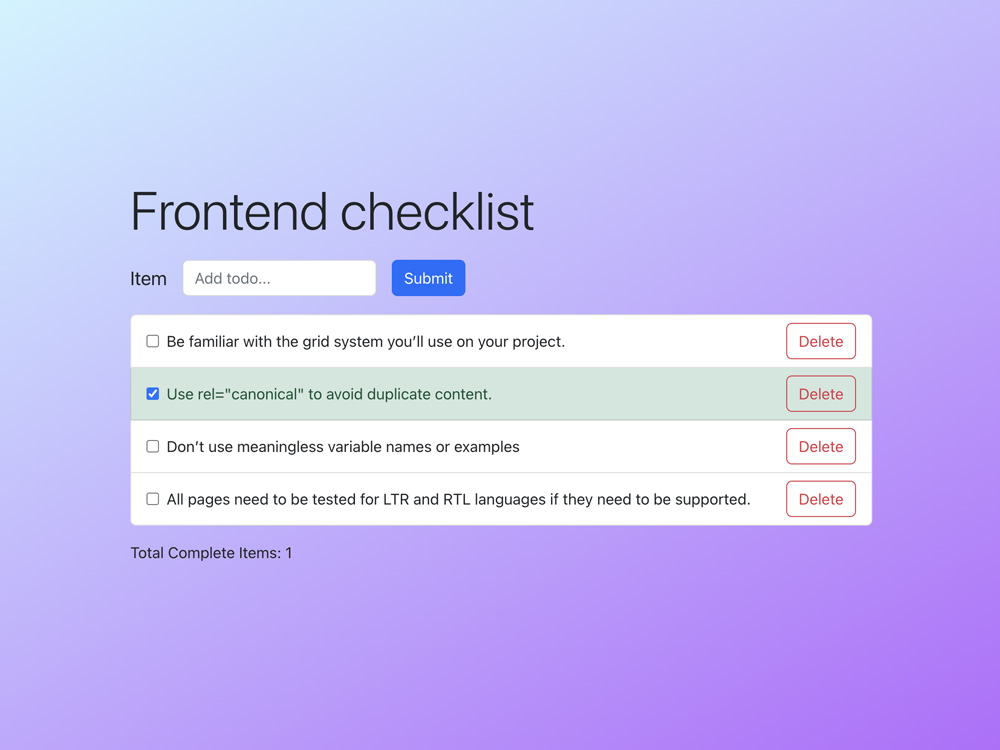 Frontend checklist
Item Add todo... Submit
Be familiar with the grid system you’ll use on your project. Delete
Use rel="canonical" to avoid duplicate content. Delete
Don’t use meaningless variable names or examples Delete
All pages need to be tested for LTR and RTL languages if they need to be supported. Delete
Total Complete Items: 1